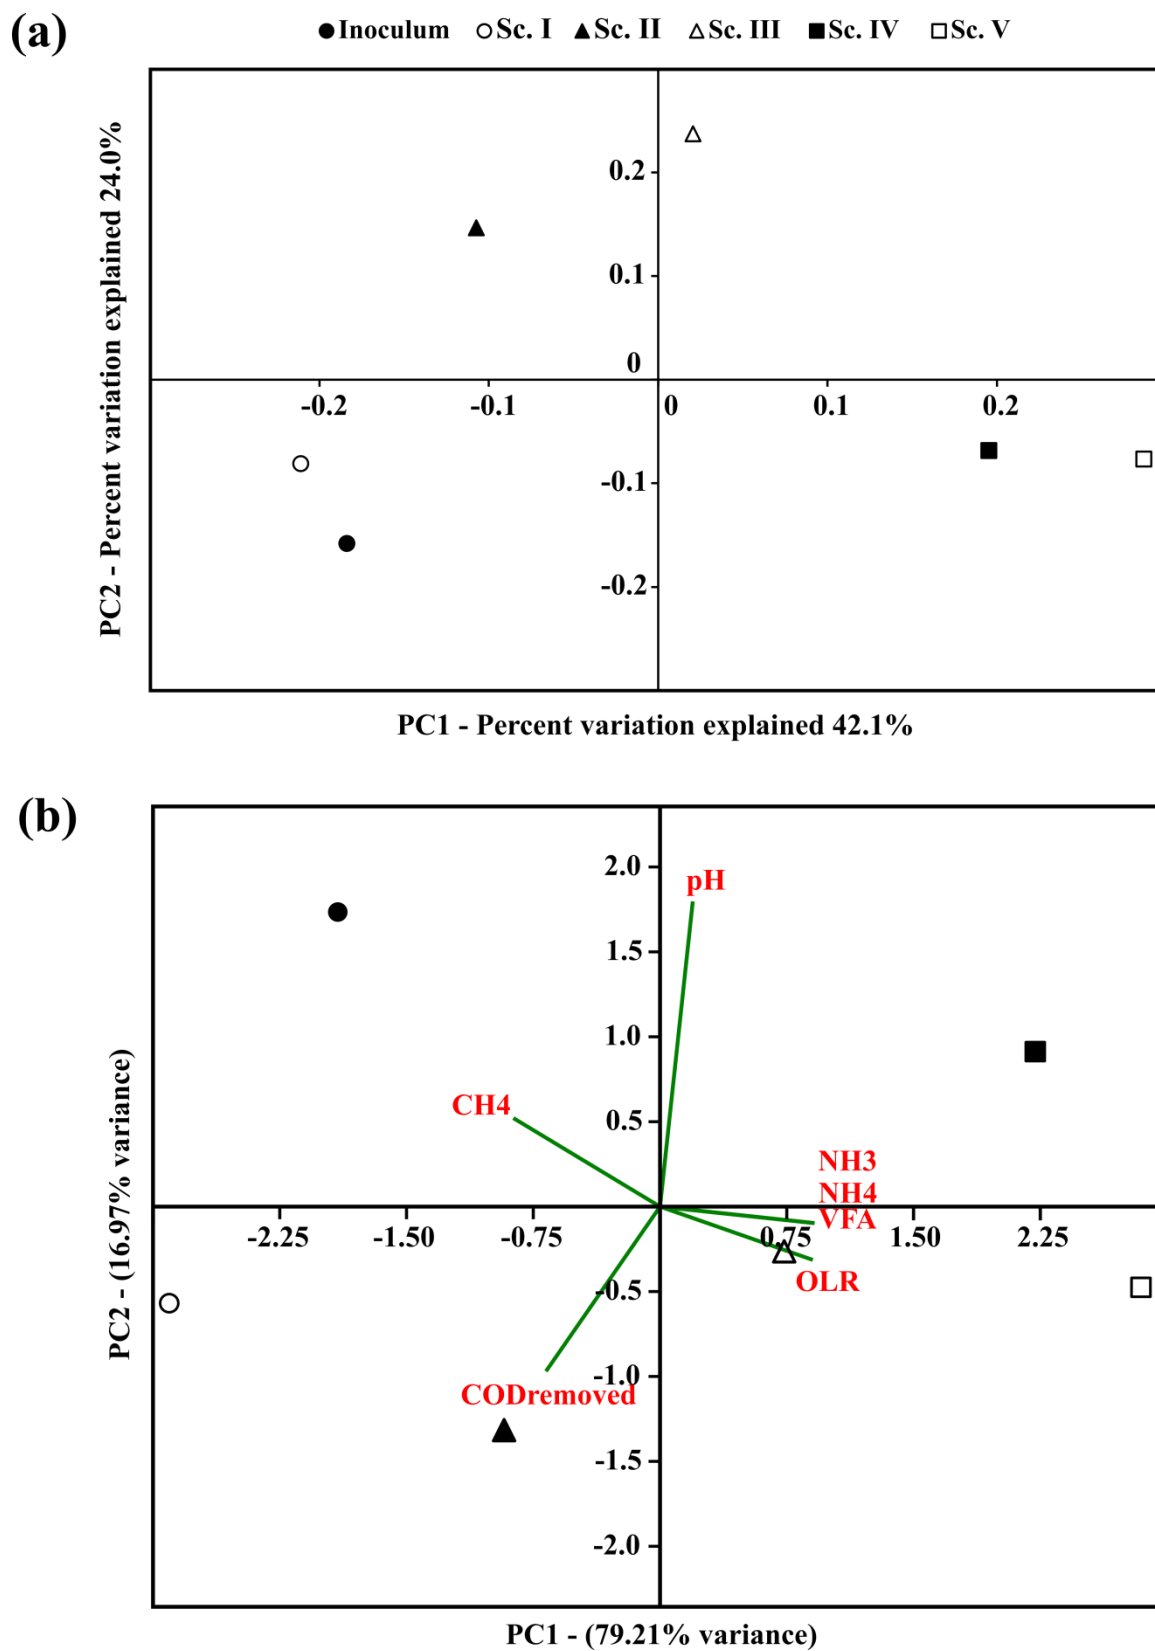 (a)
Inoculum Sc. I Sc. II Sc. III Sc. IV Sc. V
PC2 - Percent variation explained 24.0%
0.2
0.1
0
-0.2 -0.1 0 0.1 0.2
-0.1
-0.2
PC1 - Percent variation explained 42.1%
(b)
PC2 - (16.97% variance)
2.0
pH
1.5
1.0
CH4
0.5
NH3
NH4
VFA
-2.25 -1.50 -0.75 0.75 1.50 2.25
OLR
-0.5
-1.0
CODremoved
-1.5
-2.0
PC1 - (79.21% variance)